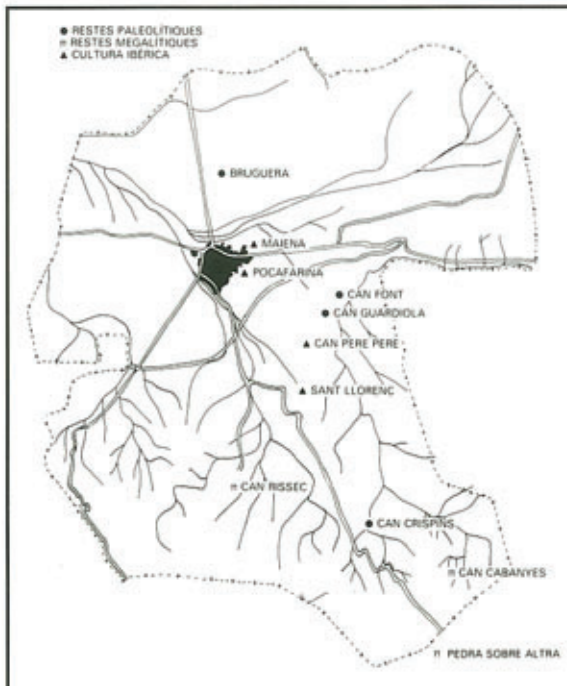 RESTES PALEOLÍTIQUES
RESTES MEGALÍTIQUES
CULTURA IBÈRICA
BRUGUERA
MAIENA
POCAFARINA
CAN FONT
CAN GUARDIOLA
CAN PERE PERE
SANT LLORENÇ
CAN RISSEC
CAN CRISPINS
CAN CABANYES
PEDRA SOBRE ALTRA